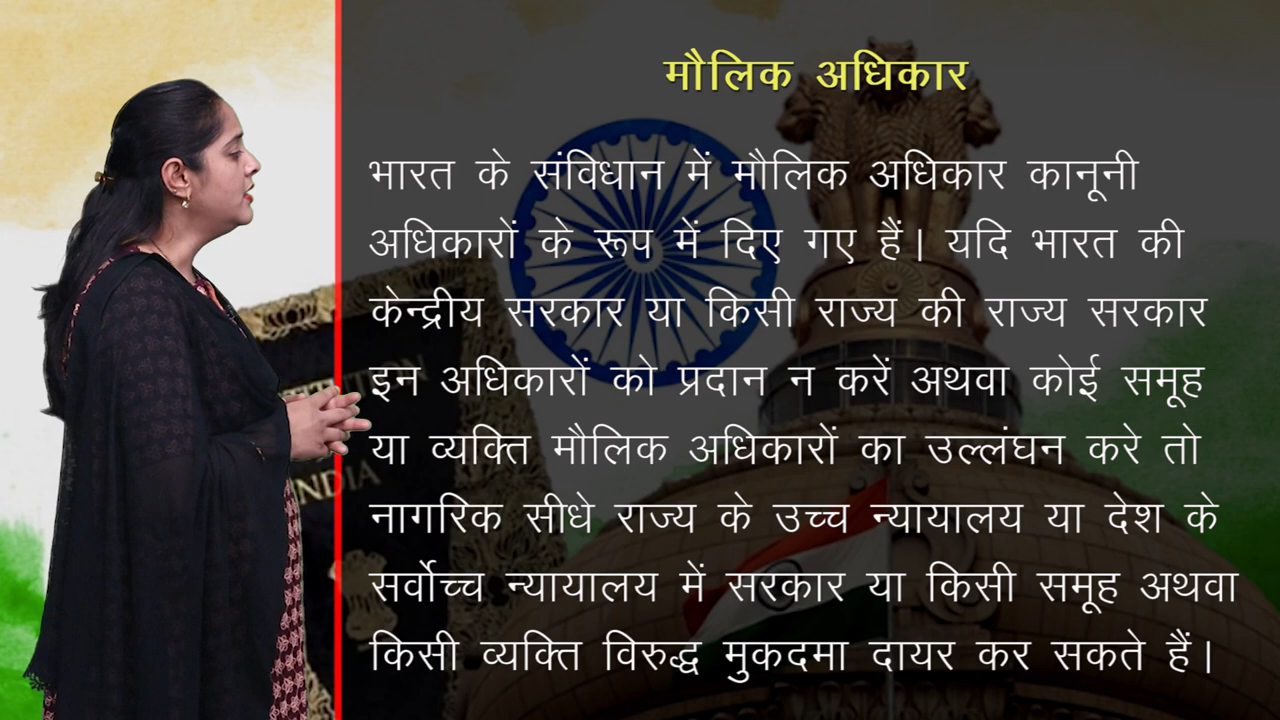 मौलिक अधिकार
भारत के संविधान में मौलिक अधिकार कानूनी
अधिकारों के रूप में दिए गए हैं। यदि भारत की
केन्द्रीय सरकार या किसी राज्य की राज्य सरकार
इन अधिकारों को प्रदान न करें अथवा कोई समूह
या व्यक्ति मौलिक अधिकारों का उल्लंघन करे तो
नागरिक सीधे राज्य के उच्च न्यायालय या देश के
सर्वोच्च न्यायालय में सरकार या किसी समूह अथवा
किसी व्यक्ति विरुद्ध मुकदमा दायर कर सकते हैं।
INDIA